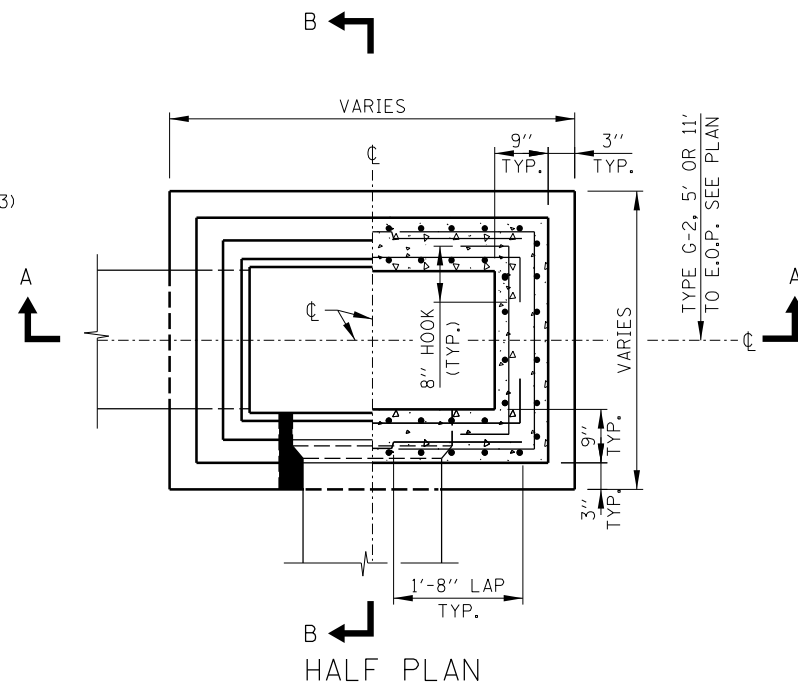 B
VARIES
℄
9"
TYP.
3"
TYP.
TYPE G-2, 5' OR 11'
TO E.O.P. SEE PLAN
3)
A
A
℄
8" HOOK
(TYP.)
VARIES
℄
9"
TYP.
3"
TYP.
1'-8" LAP
TYP.
B
HALF PLAN